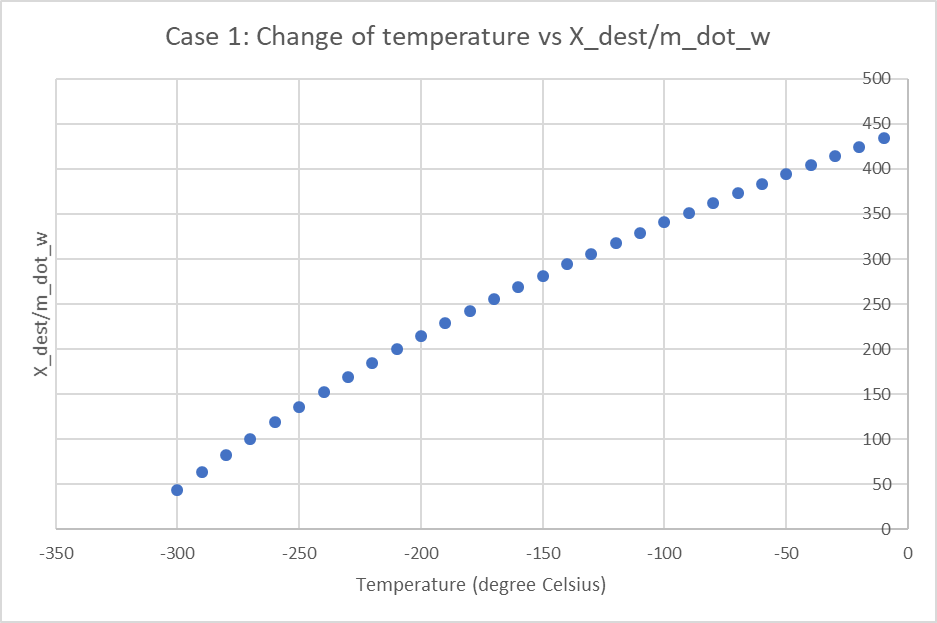 Case 1: Change of temperature vs X_dest/m_dot_w
500
450
400
350
300
250
200
150
100
50
0
X_dest/m_dot_w
-350 -300 -250 -200 -150 -100 -50 0
Temperature (degree Celsius)